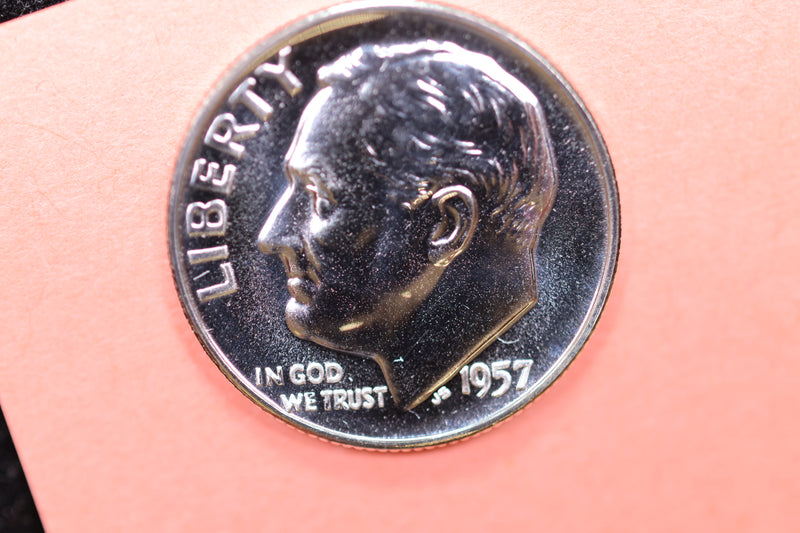 LIBERTY
IN GOD
WE TRUST
JS 1957